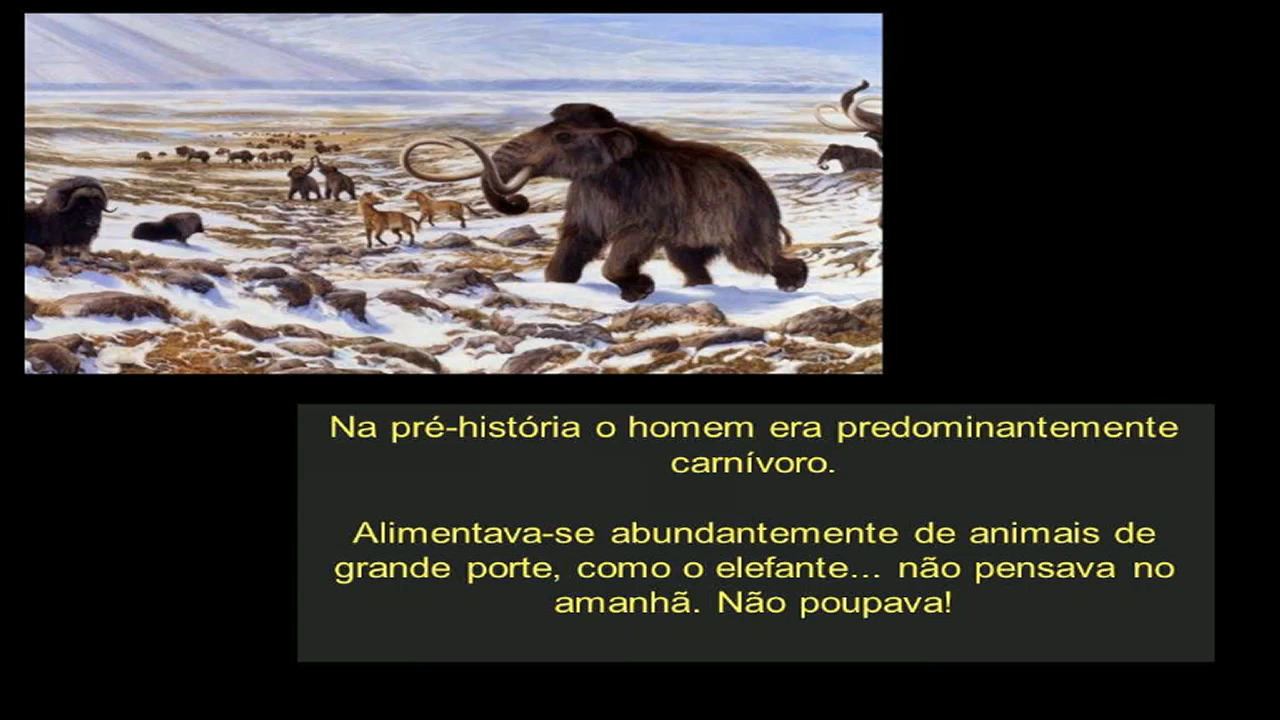 Na pré-história o homem era predominantemente
carnívoro.
Alimentava-se abundantemente de animais de
grande porte, como o elefante... não pensava no
amanhã. Não poupava!